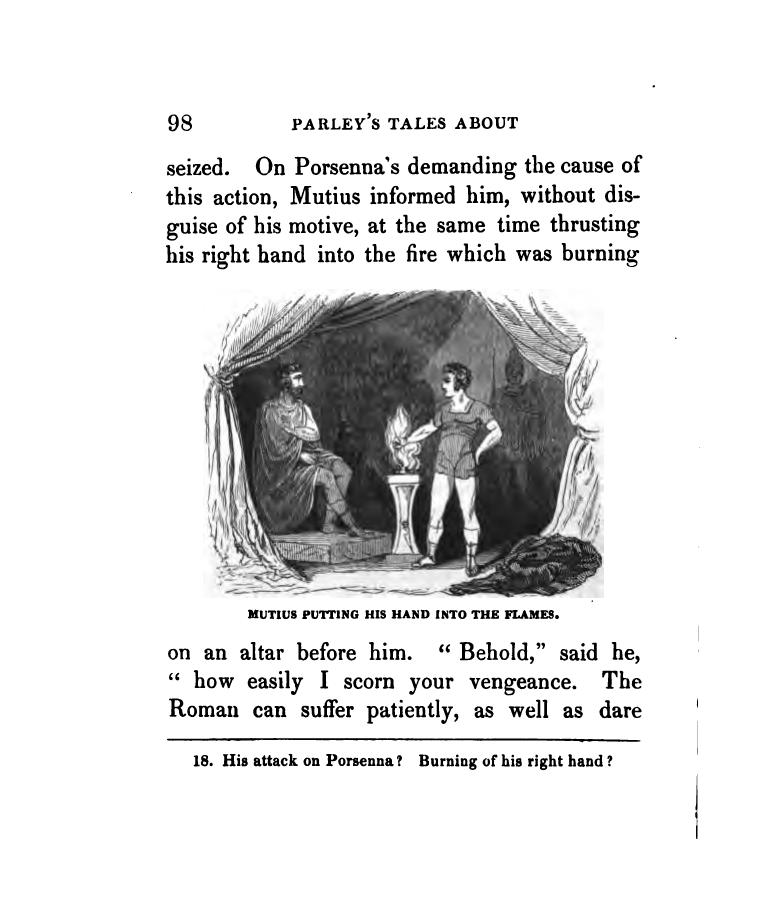 98 PARLEY'S TALES ABOUT
seized. On Porsenna's demanding the cause of
this action, Mutius informed him, without dis-
guise of his motive, at the same time thrusting
his right hand into the fire which was burning
MUTIUS PUTTING HIS HAND INTO THE FLAMES.
on an altar before him. “ Behold,” said he,
“ how easily I scorn your vengeance. The
Roman can suffer patiently, as well as dare
18. His attack on Porsenna? Burning of his right hand?